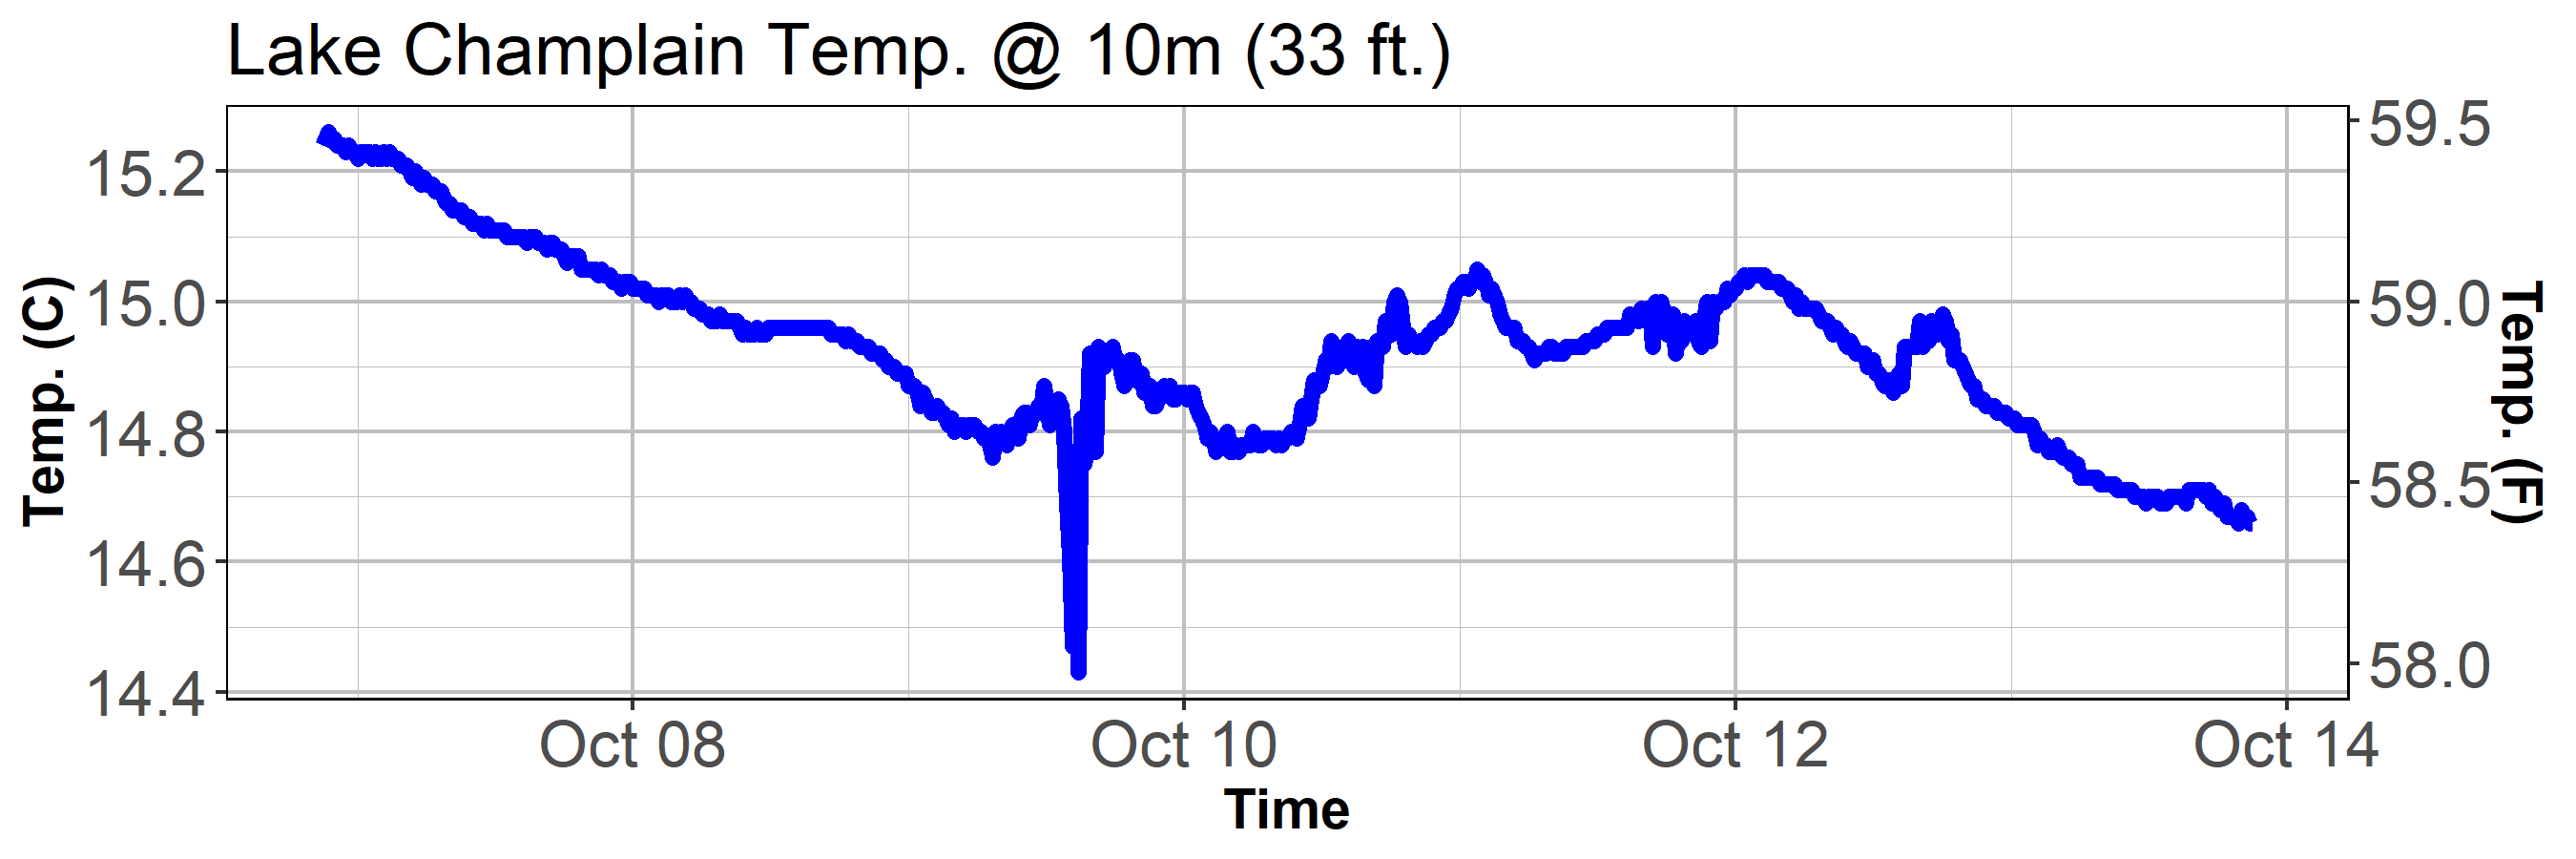 Lake Champlain Temp. @ 10m (33 ft.)
Temp. (C)
15.2
15.0
14.8
14.6
14.4
59.5
59.0
58.5
58.0
Temp. (F)
Oct 08 Oct 10 Oct 12 Oct 14
Time